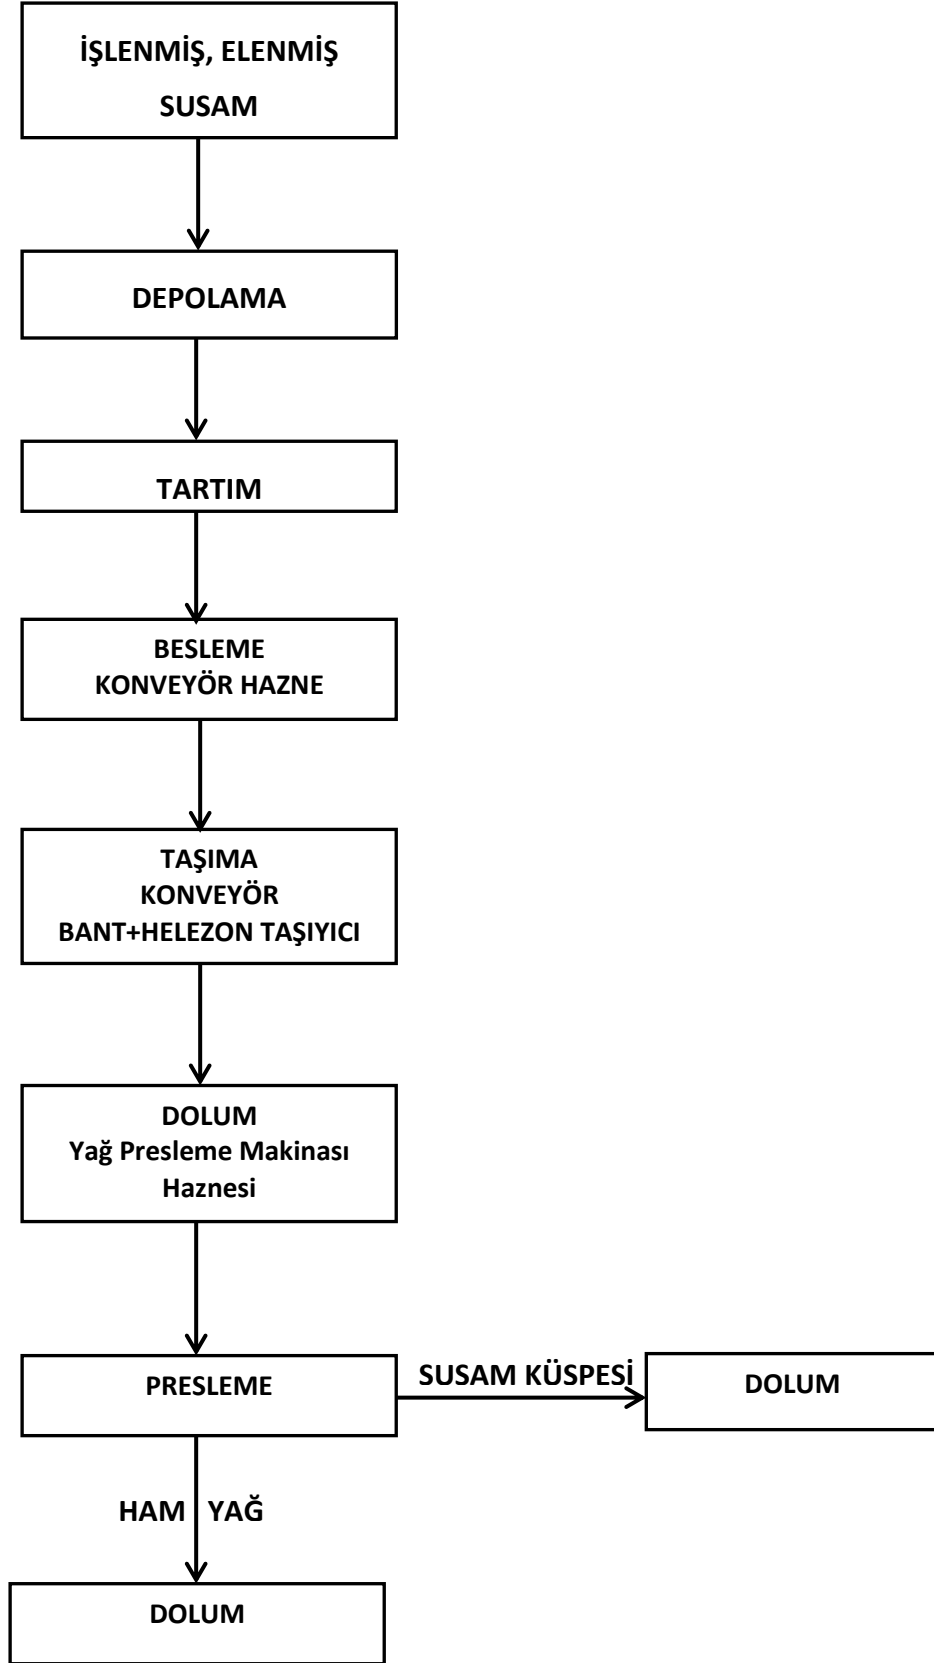 İŞLENMİŞ, ELENMİŞ
SUSAM
DEPOLAMA
TARTIM
BESLEME
KONVEYÖR HAZNE
TAŞIMA
KONVEYÖR
BANT+HELEZON TAŞIYICI
DOLUM
Yağ Presleme Makinası
Haznesi
PRESLEME
SUSAM KÜSPESİ
DOLUM
HAM YAĞ
DOLUM